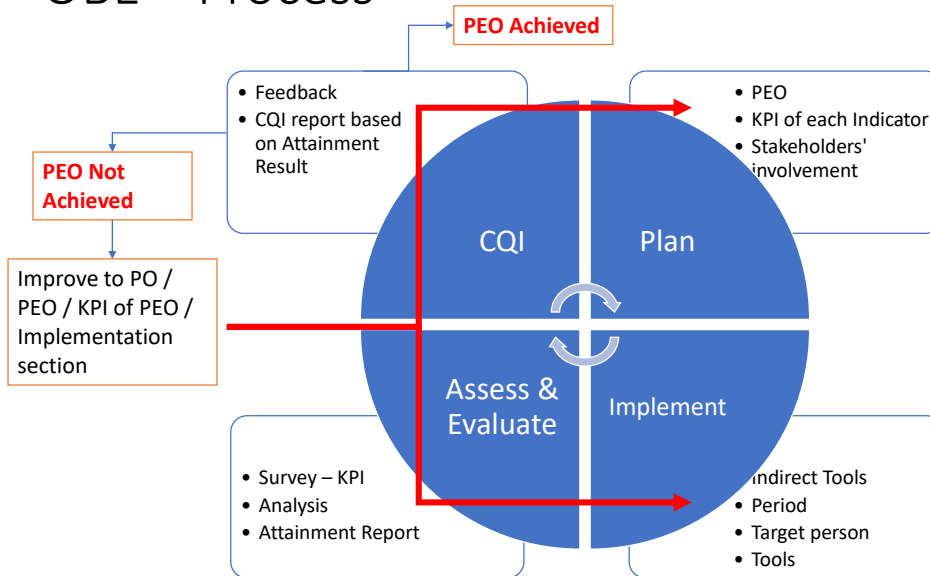 Process
PEO Achieved
• Feedback
• CQI report based
on Attainment
Result
• PEO
• KPI of each Indicator
• Stakeholders'
involvement
PEO Not
Achieved
CQI
Plan
Improve to PO /
PEO / KPI of PEO /
Implementation
section
Assess &
Evaluate
Implement
• Survey – KPI
• Analysis
• Attainment Report
Indirect Tools
• Period
• Target person
• Tools